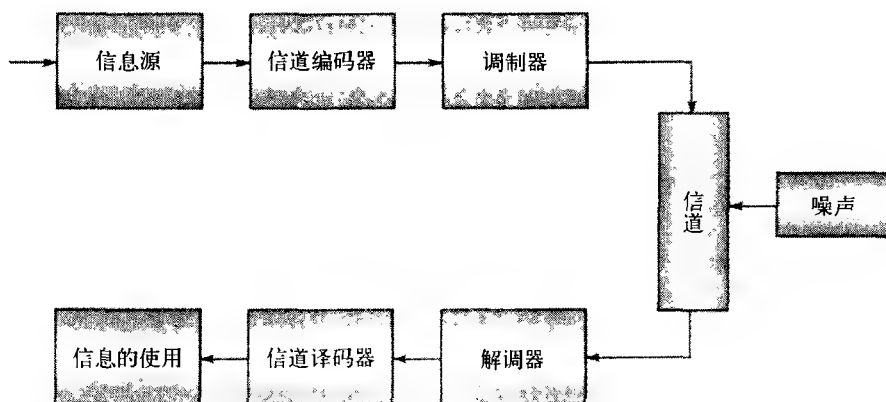 信息源
信道编码器
调制器
信道
噪声
信息的使用
信道译码器
解调器